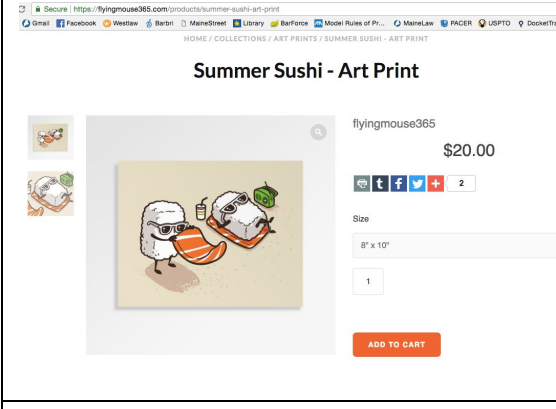 Secure | https://flyingmouse365.com/products/summer-sushi-art-print
Gmail Facebook Westlaw Barbri MaineStreet Library BarForce Model Rules of Pr... MaineLaw PACER USPTO DocketTra
HOME / COLLECTIONS / ART PRINTS / SUMMER SUSHI - ART PRINT
Summer Sushi - Art Print
flyingmouse365
$20.00
2
Size
8" x 10"
1
ADD TO CART